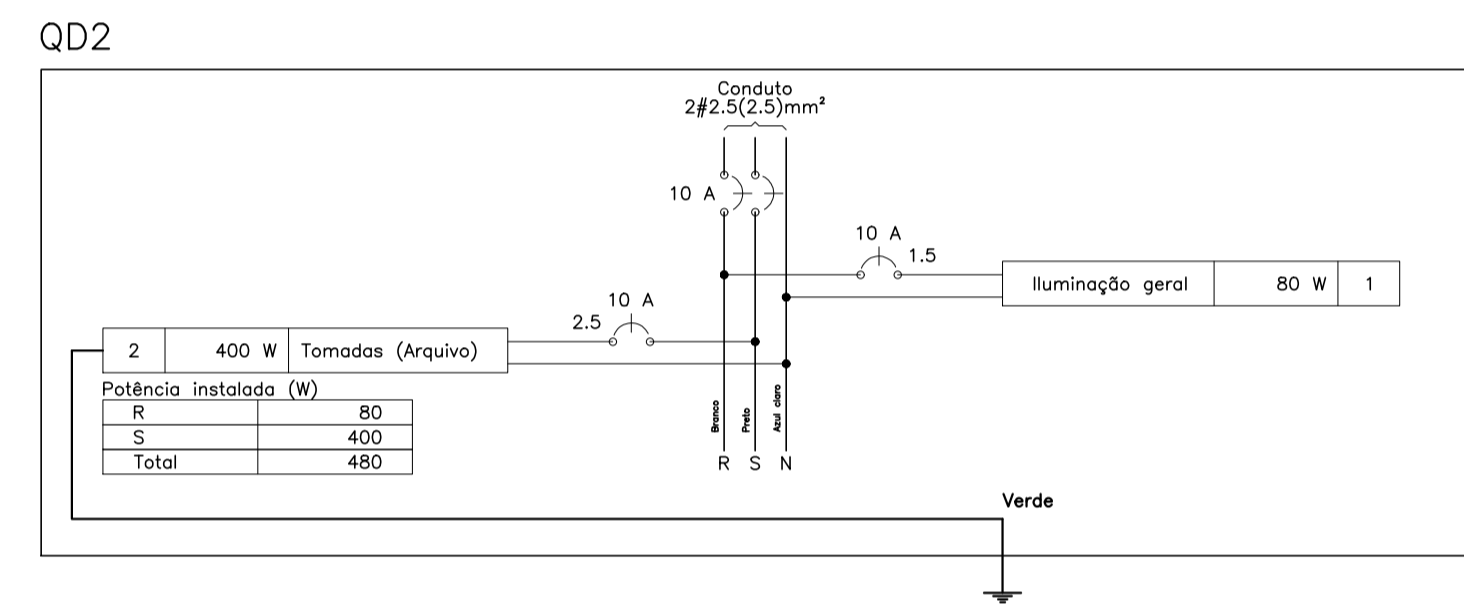 QD2
Conduto
2#2.5(2.5)mm²
10 A
10 A
1.5
Iluminação geral 80 W 1
10 A
2.5
2 400 W Tomadas (Arquivo)
Potência instalada (W)
R 80
S 400
Total 480
Branco
Preto
Azul claro
R S N
Verde